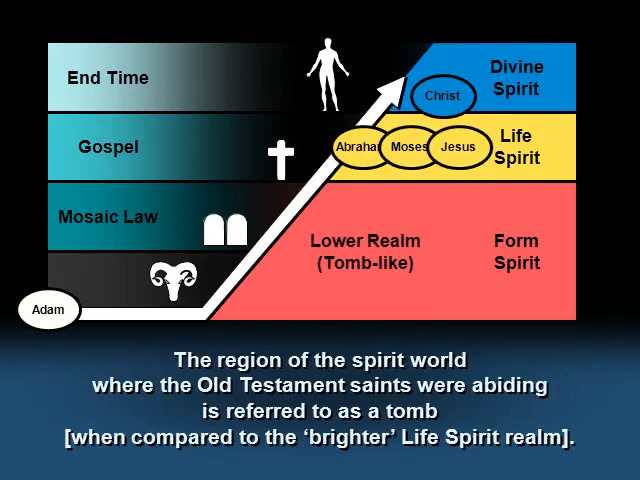 End Time
Gospel
Mosaic Law
Adam
Christ
Divine
Spirit
Abraha
Moses
Jesus
Life
Spirit
Lower Realm
(Tomb-like)
Form
Spirit
The region of the spirit world
where the Old Testament saints were abiding
is referred to as a tomb
[when compared to the ‘brighter’ Life Spirit realm].